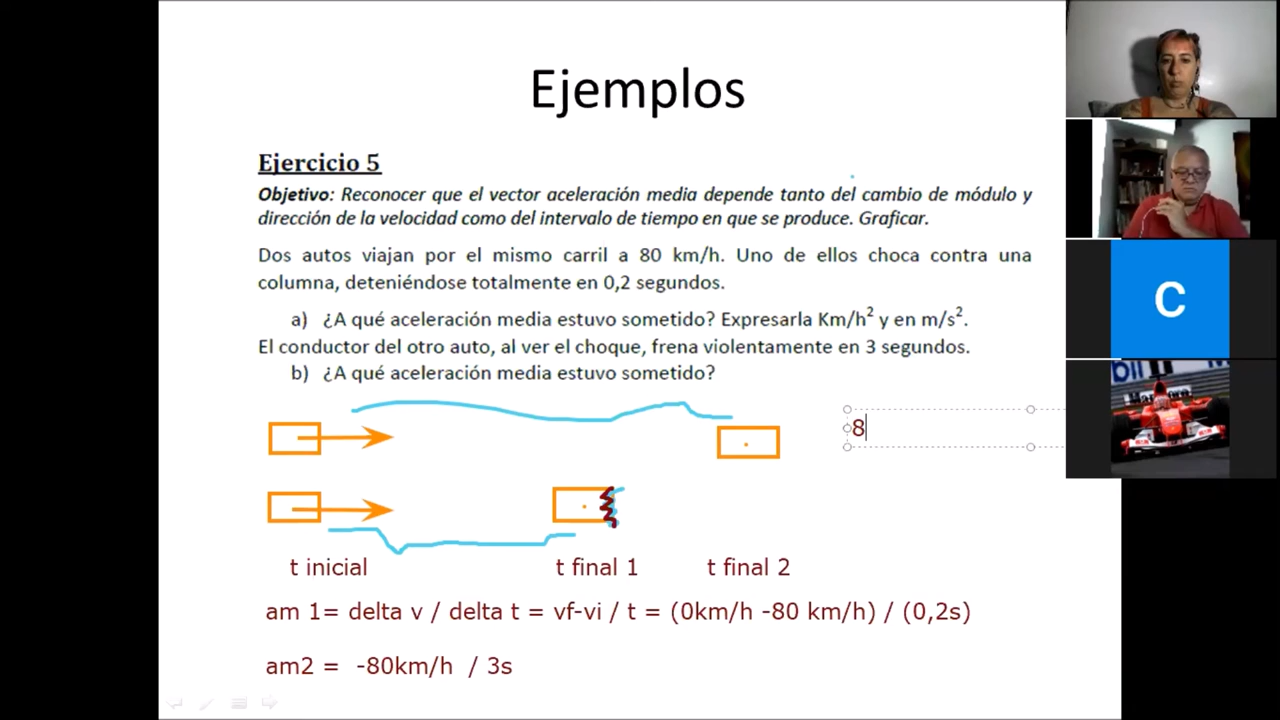 Ejemplos
Ejercicio 5
Objetivo: Reconocer que el vector aceleración media depende tanto del cambio de módulo y
dirección de la velocidad como del intervalo de tiempo en que se produce. Graficar.
Dos autos viajan por el mismo carril a 80 km/h. Uno de ellos choca contra una
columna, deteniéndose totalmente en 0,2 segundos.
a) ¿A qué aceleración media estuvo sometido? Expresarla Km/h² y en m/s².
El conductor del otro auto, al ver el choque, frena violentamente en 3 segundos.
b) ¿A qué aceleración media estuvo sometido?
8
t inicial t final 1 t final 2
am 1= delta v / delta t = vf-vi / t = (0km/h -80 km/h) / (0,2s)
am2 = -80km/h / 3s
C